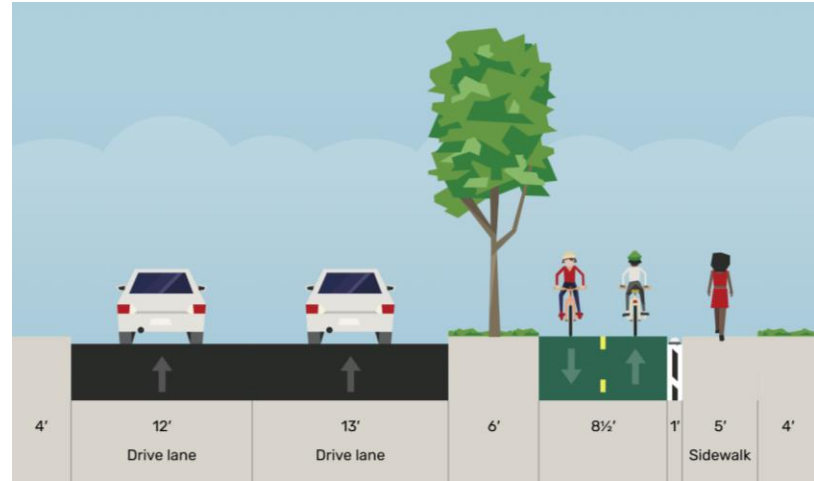 4′ 12′ 13′ 6′ 8½′ 1′ 5′ 4′
Drive lane Drive lane Sidewalk